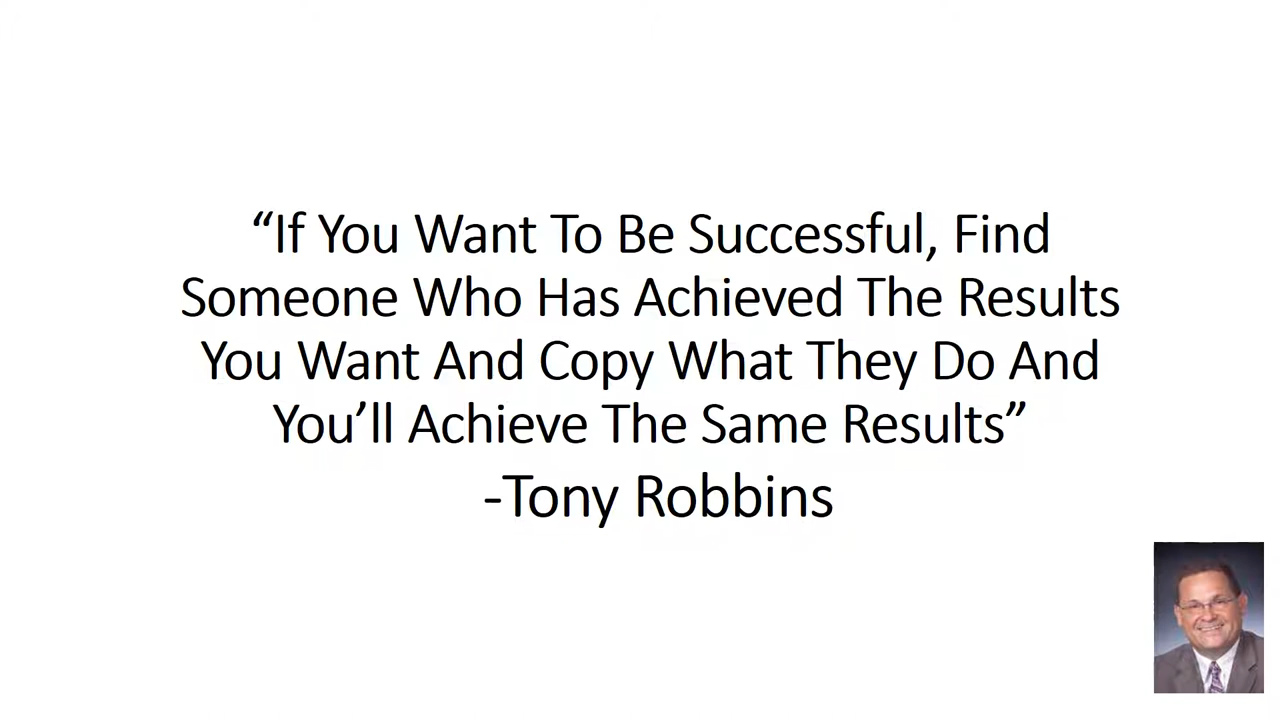 “If You Want To Be Successful, Find
Someone Who Has Achieved The Results
You Want And Copy What They Do And
You’ll Achieve The Same Results”
-Tony Robbins